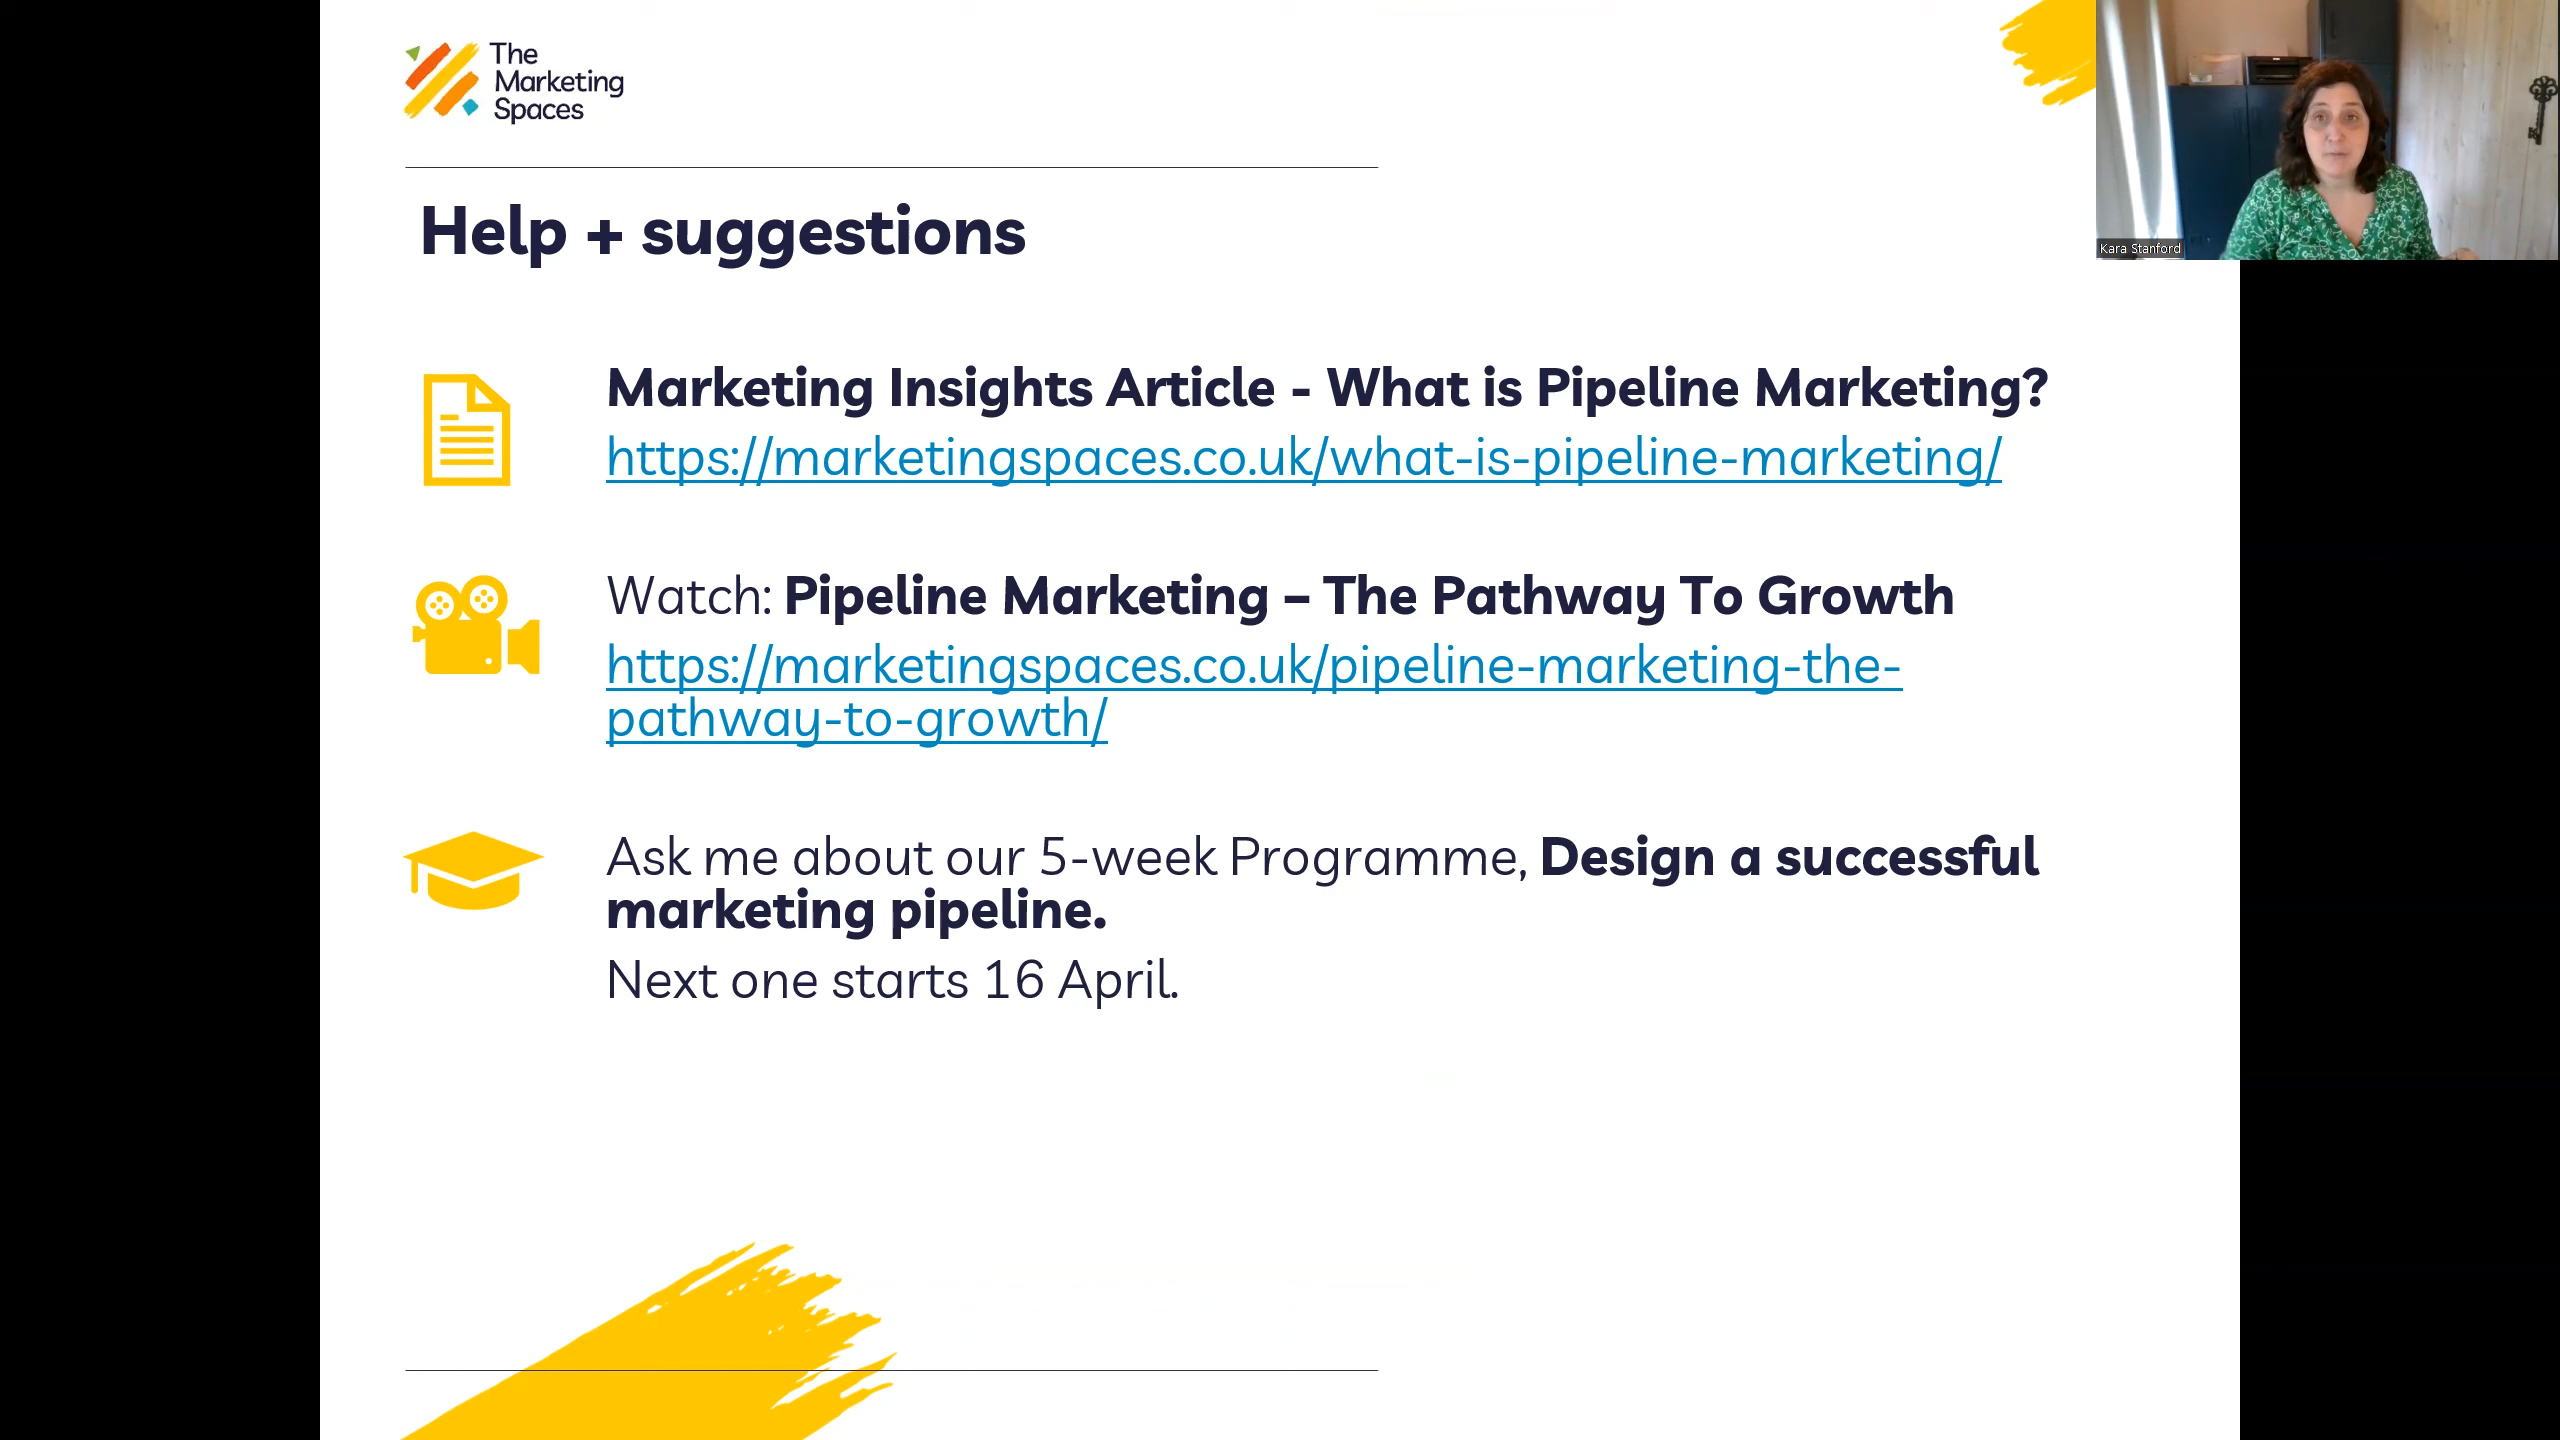 The
Marketing
Spaces
Kara Stanford
Help + suggestions
Marketing Insights Article - What is Pipeline Marketing?
https://marketingspaces.co.uk/what-is-pipeline-marketing/
Watch: Pipeline Marketing – The Pathway To Growth
https://marketingspaces.co.uk/pipeline-marketing-the-
pathway-to-growth/
Ask me about our 5-week Programme, Design a successful
marketing pipeline.
Next one starts 16 April.